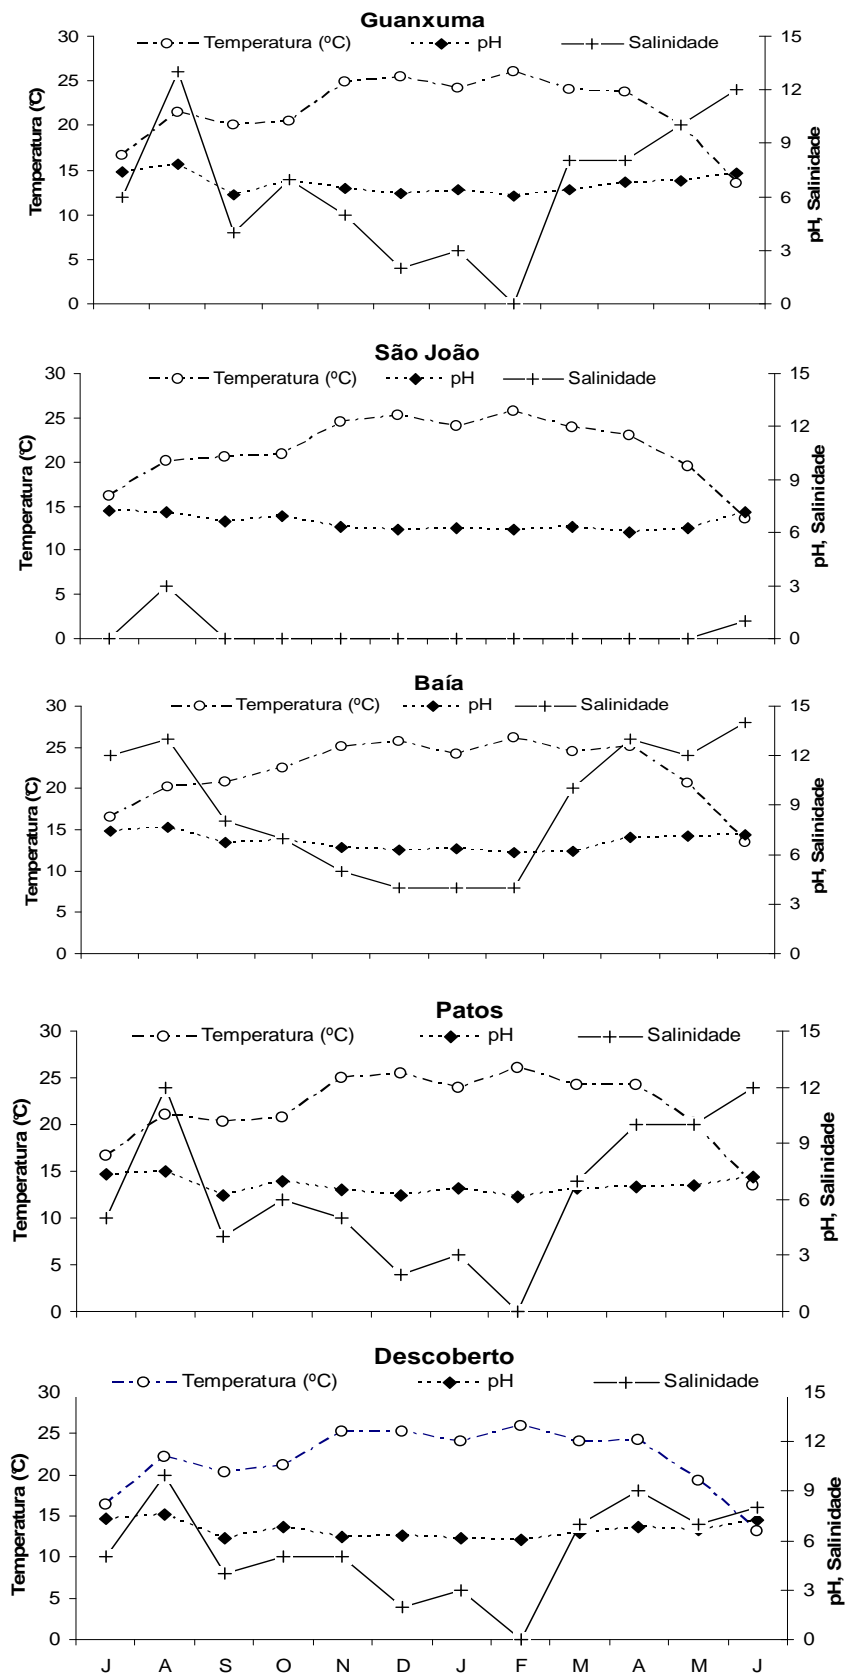 Guanxuma
Temperatura (ºC) pH Salinidade
30 25 20 15 10 5 0
Temperatura (ºC)
15 12 9 6 3 0
pH, Salinidade
São João
Temperatura (ºC) pH Salinidade
30 25 20 15 10 5 0
Temperatura (ºC)
15 12 9 6 3 0
pH, Salinidade
Baía
Temperatura (ºC) pH Salinidade
30 25 20 15 10 5 0
Temperatura (ºC)
15 12 9 6 3 0
pH, Salinidade
Patos
Temperatura (ºC) pH Salinidade
30 25 20 15 10 5 0
Temperatura (ºC)
15 12 9 6 3 0
pH, Salinidade
Descoberto
Temperatura (ºC) pH Salinidade
30 25 20 15 10 5 0
Temperatura (ºC)
15 12 9 6 3 0
pH, Salinidade
J A S O N D J F M A M J